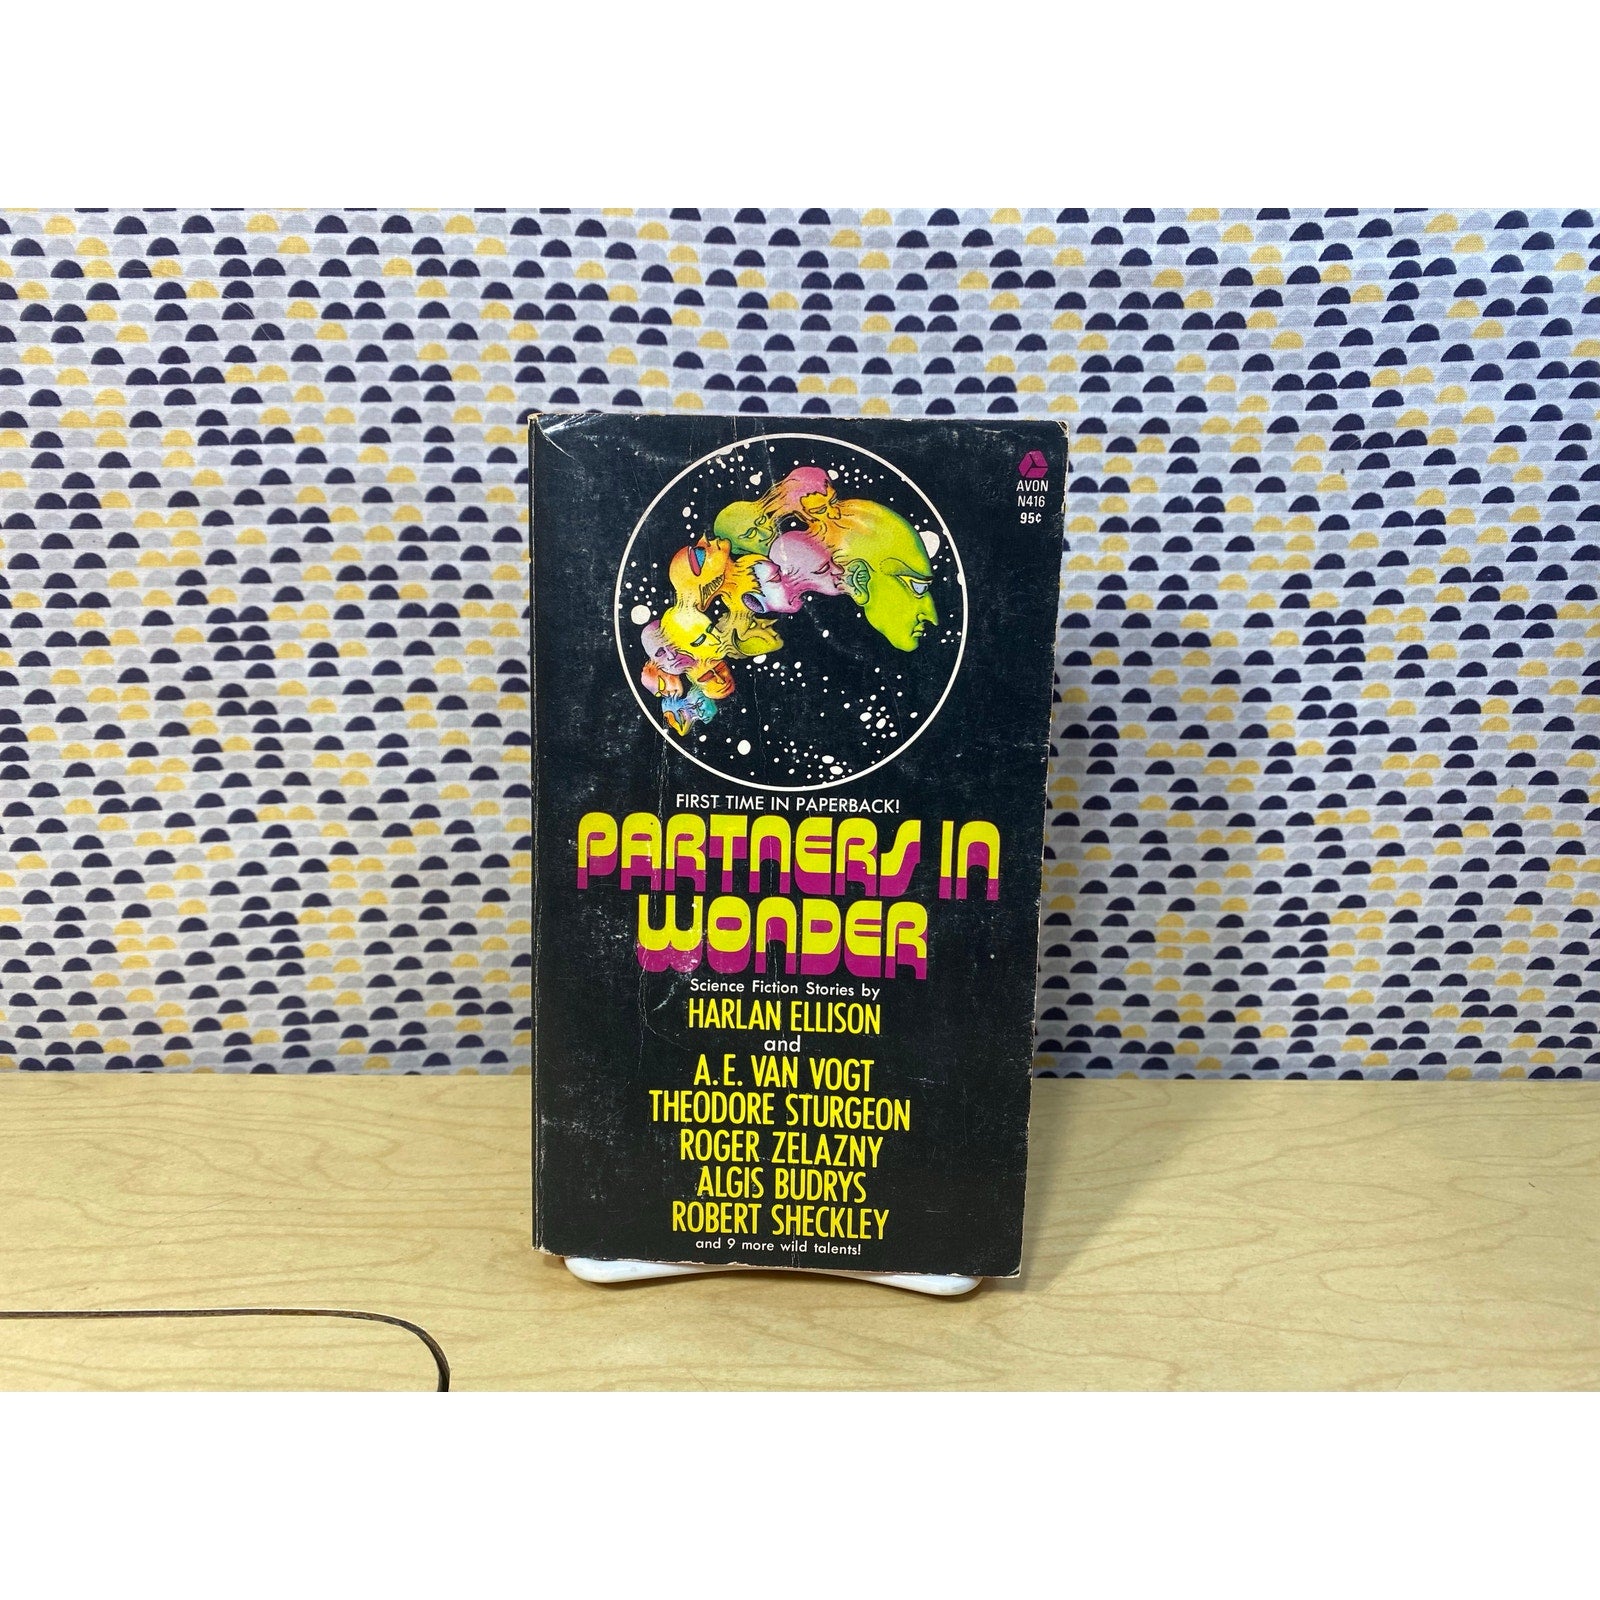 AVON
N416
95¢
FIRST TIME IN PAPERBACK!
PARTNERS IN
WONDER
Science Fiction Stories by
HARLAN ELLISON
and
A.E. VAN VOGT
THEODORE STURGEON
ROGER ZELAZNY
ALGIS BUDRYS
ROBERT SHECKLEY
and 9 more wild talents!